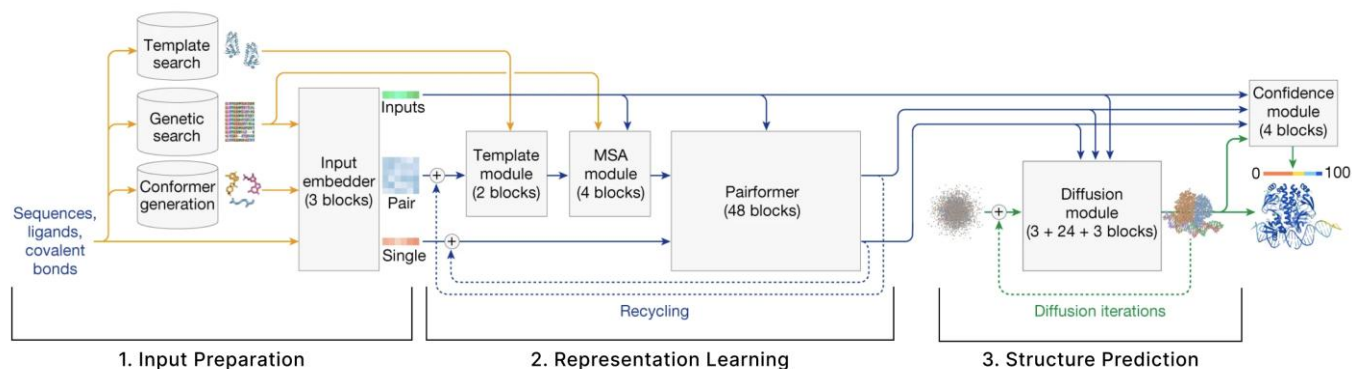 Template
search
Genetic
search
Conformer
generation
Sequences,
ligands,
covalent
bonds
Input
embedder
(3 blocks)
Inputs
Pair
Single
Template
module
(2 blocks)
MSA
module
(4 blocks)
Pairformer
(48 blocks)
Recycling
Diffusion
module
(3 + 24 + 3 blocks)
Diffusion iterations
Confidence
module
(4 blocks)
0 100
1. Input Preparation
2. Representation Learning
3. Structure Prediction